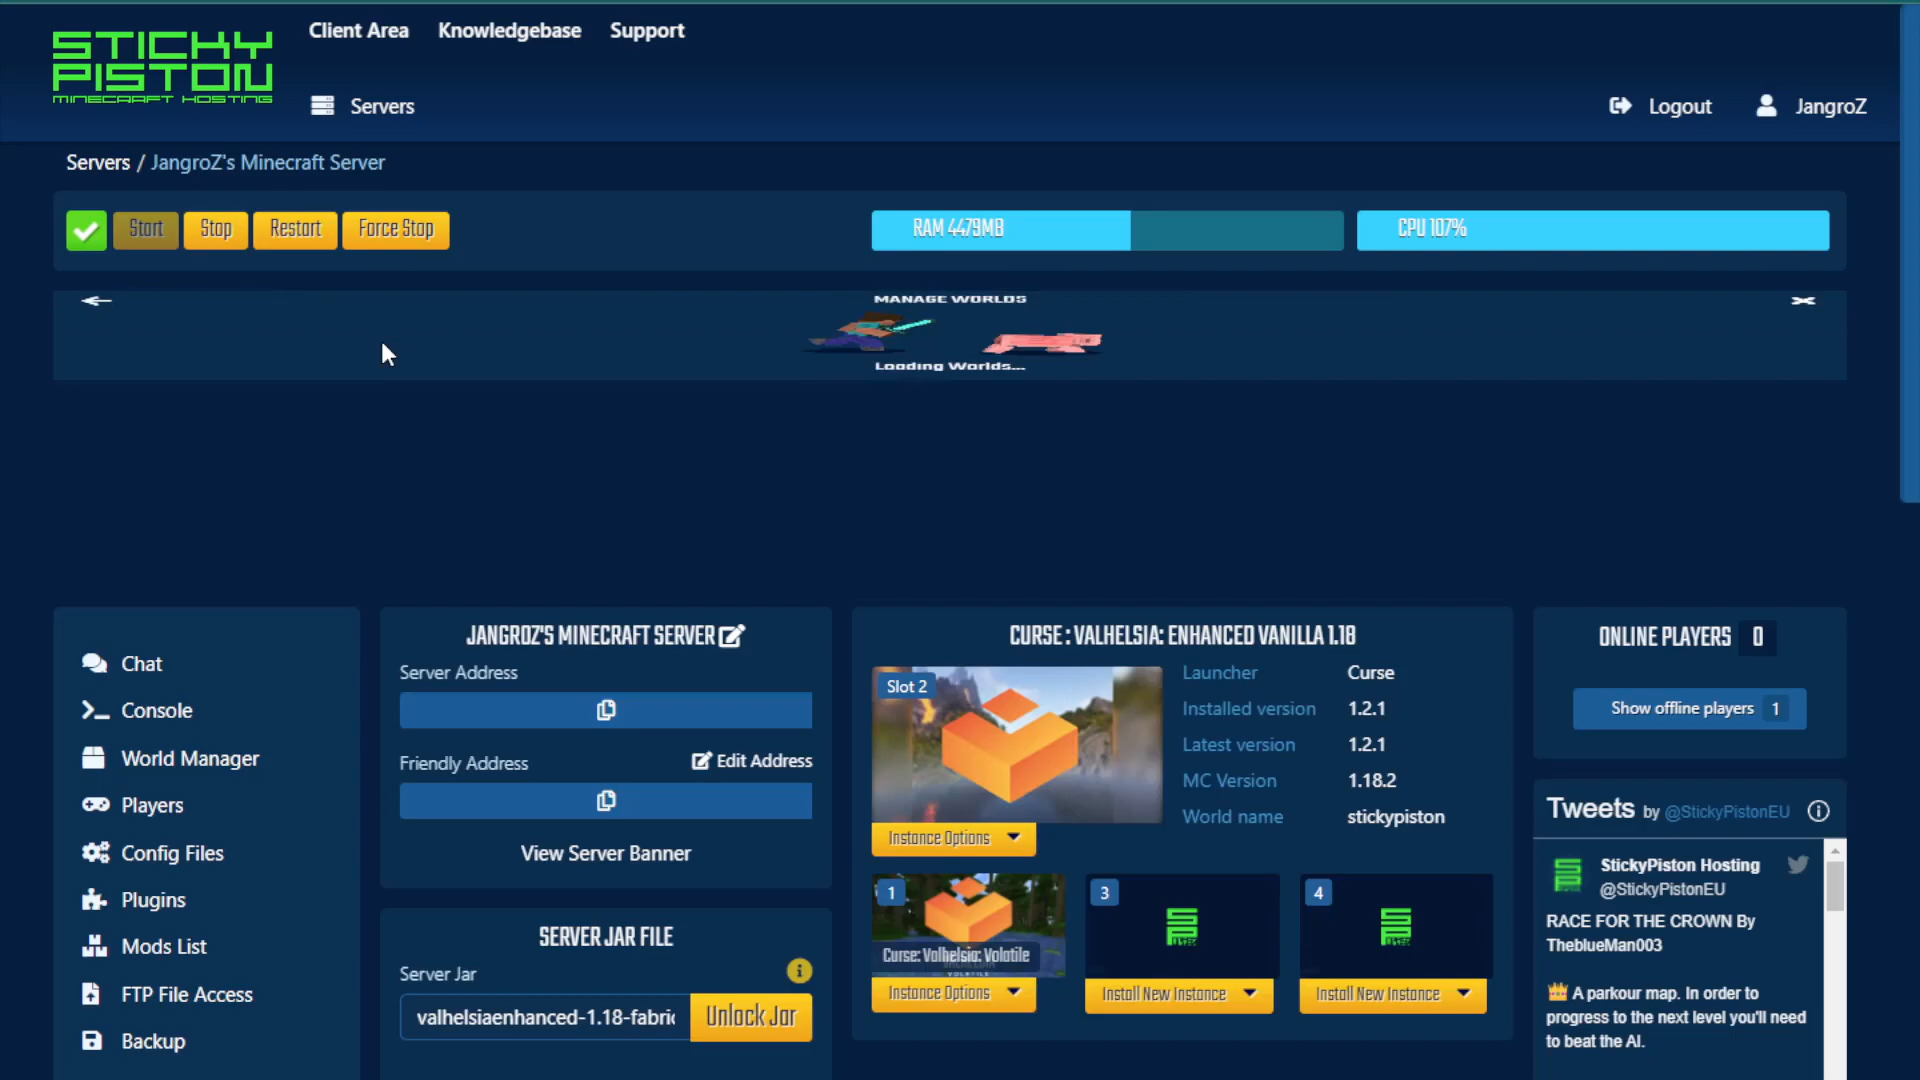 STICKY
PISTON
MINECRAFT HOSTING
Client Area
Knowledgebase
Support
Servers
Logout
JangroZ
Servers / JangroZ's Minecraft Server
Start
Stop
Restart
Force Stop
RAM 4479MB
CPU 107%
MANAGE WORLDS
Loading Worlds...
Chat
Console
World Manager
Players
Config Files
Plugins
Mods List
FTP File Access
Backup
JANGROZ'S MINECRAFT SERVER
Server Address
Friendly Address
Edit Address
View Server Banner
SERVER JAR FILE
Server Jar
valhelsiaenhanced-1.18-fabric
Unlock Jar
CURSE : VALHELSIA: ENHANCED VANILLA 1.18
Slot 2
Instance Options
Launcher Curse
Installed version 1.2.1
Latest version 1.2.1
MC Version 1.18.2
World name stickypiston
1
Curse: Valhelsia: Volatile
VOLATILE
Instance Options
3
Install New Instance
4
Install New Instance
ONLINE PLAYERS 0
Show offline players 1
Tweets by @StickyPistonEU
StickyPiston Hosting
@StickyPistonEU
RACE FOR THE CROWN By
TheblueMan003
👑 A parkour map. In order to
progress to the next level you'll need
to beat the AI.